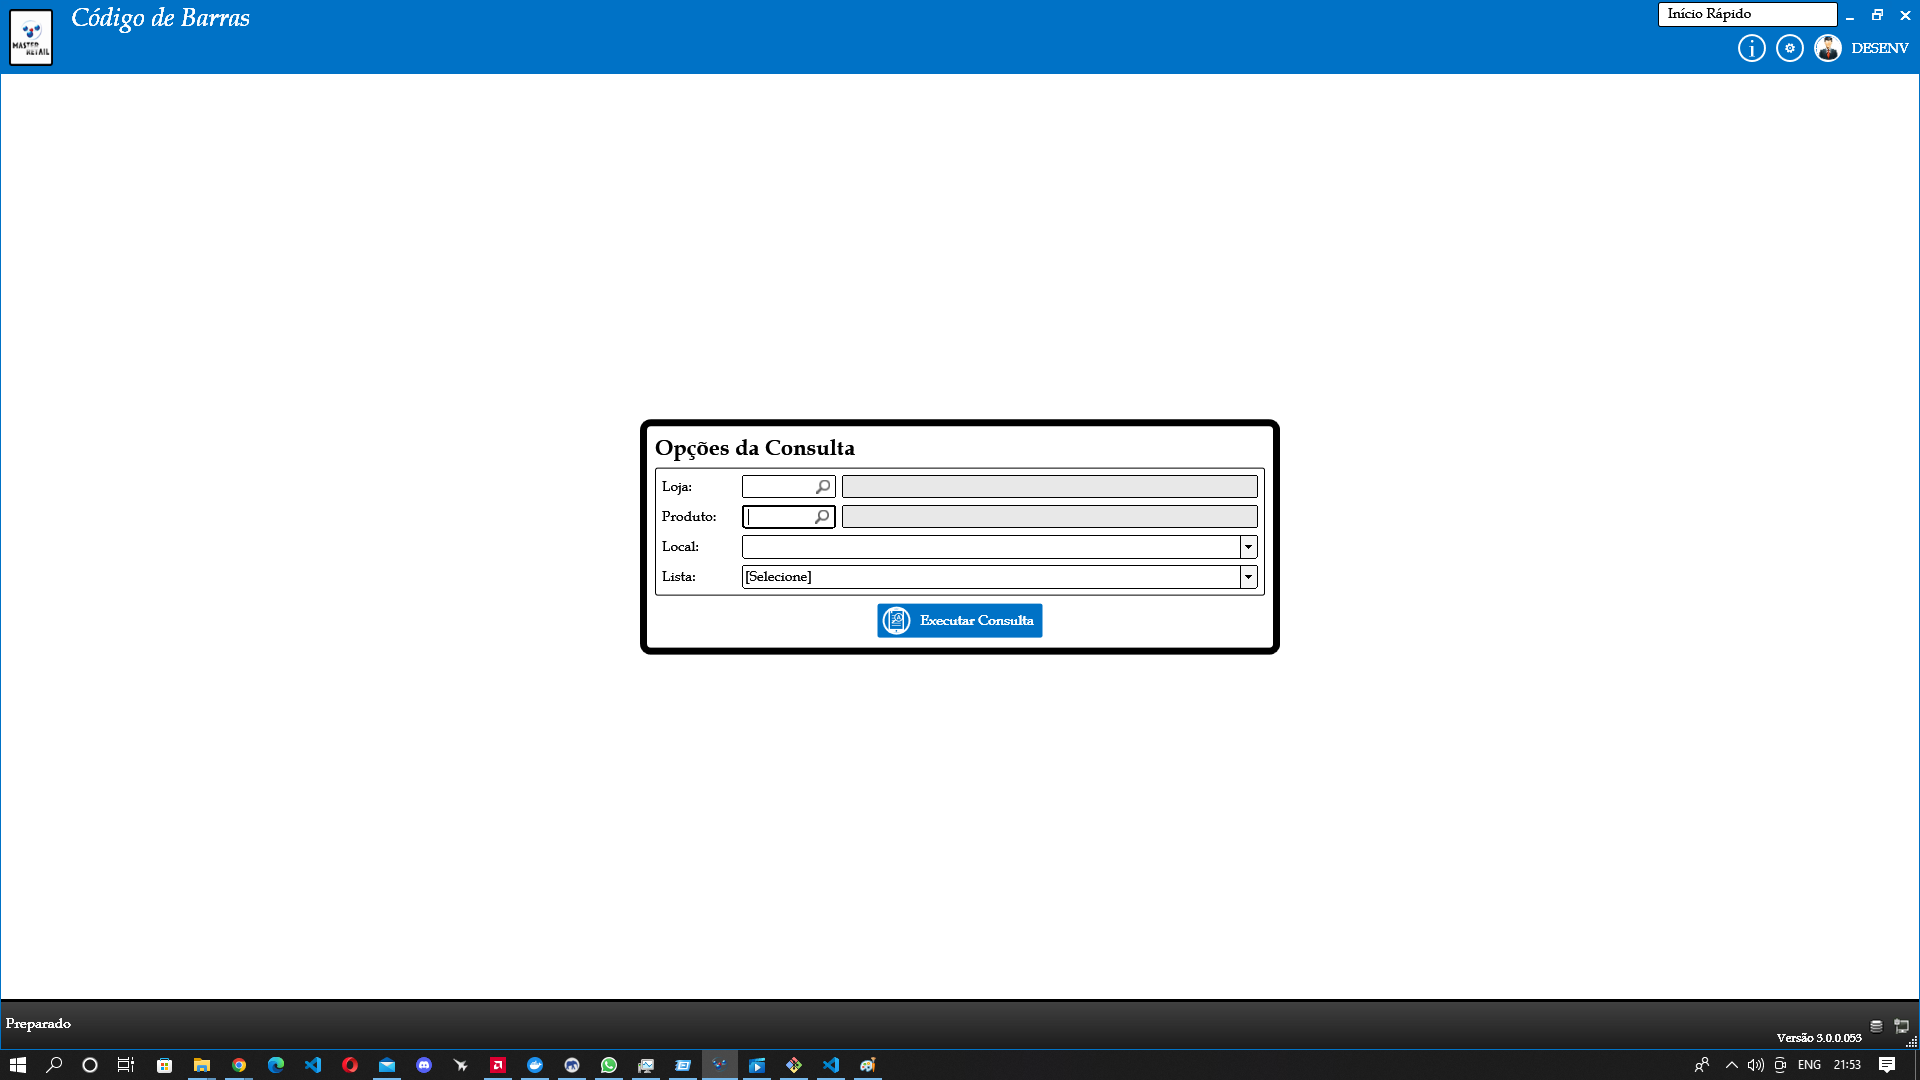 Código de Barras
Início Rápido
MASTER
RETAIL
DESENV
Opções da Consulta
Loja:
Produto:
Local:
Lista:
[Selecione]
Executar Consulta
Preparado
Versão 3.0.0.053
ENG
21:53